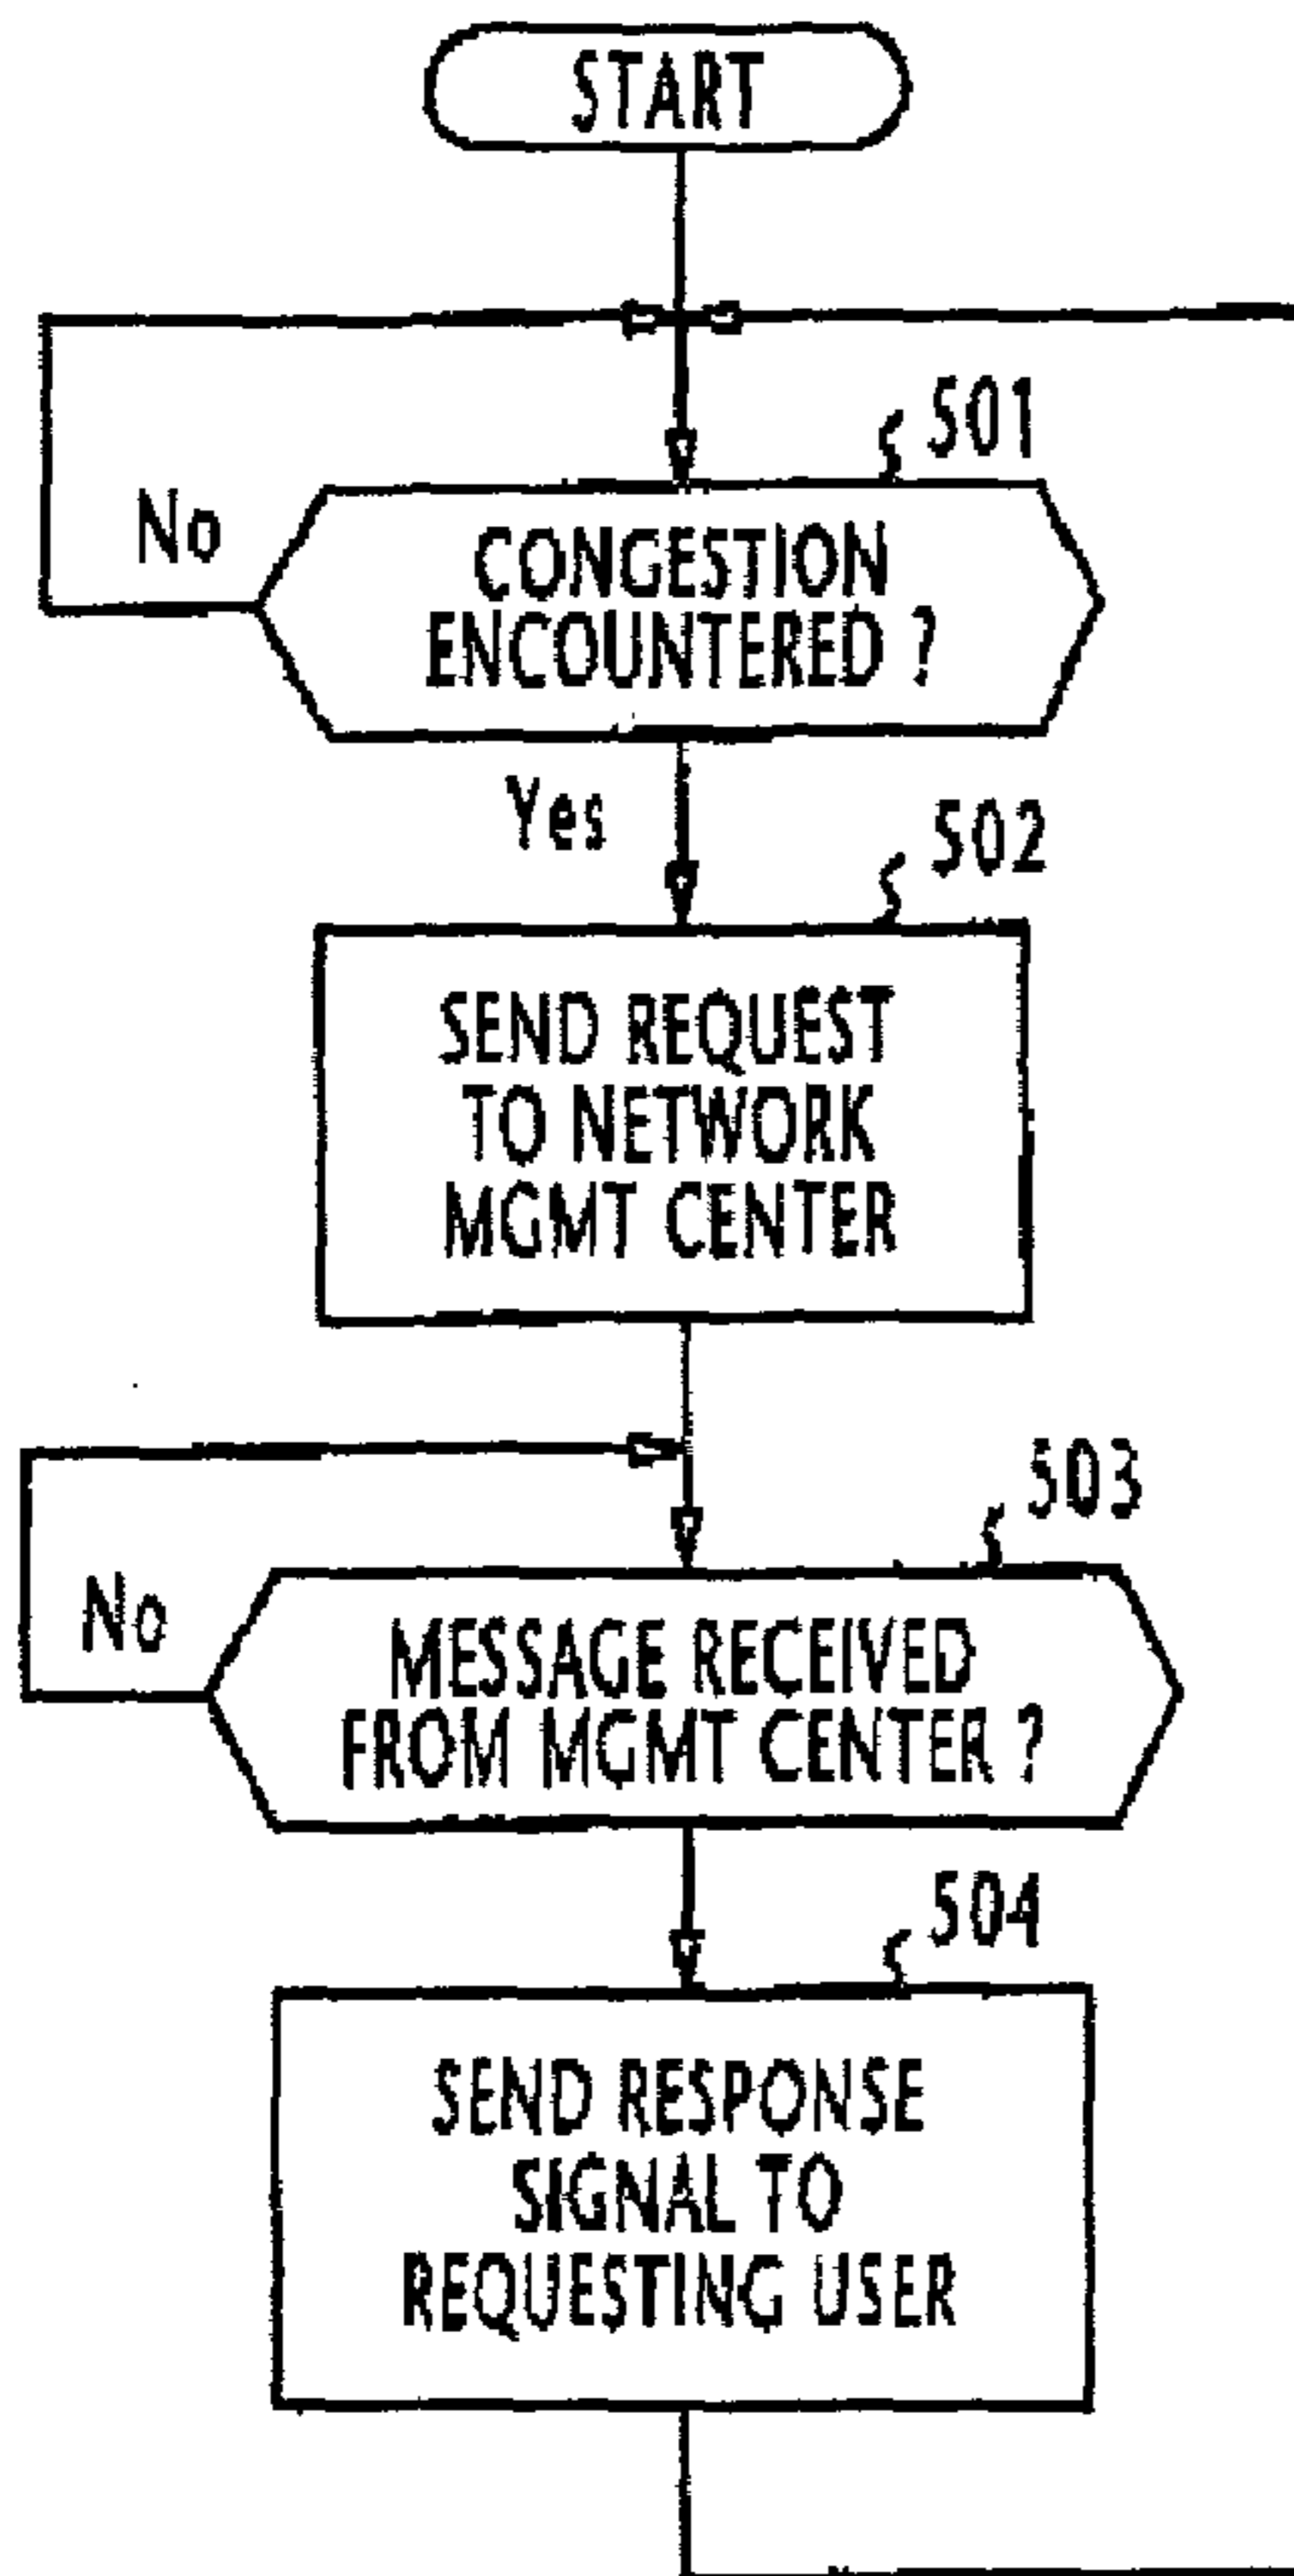 START
501
No
CONGESTION
ENCOUNTERED ?
Yes
502
SEND REQUEST
TO NETWORK
MGMT CENTER
503
No
MESSAGE RECEIVED
FROM MGMT CENTER ?
504
SEND RESPONSE
SIGNAL TO
REQUESTING USER